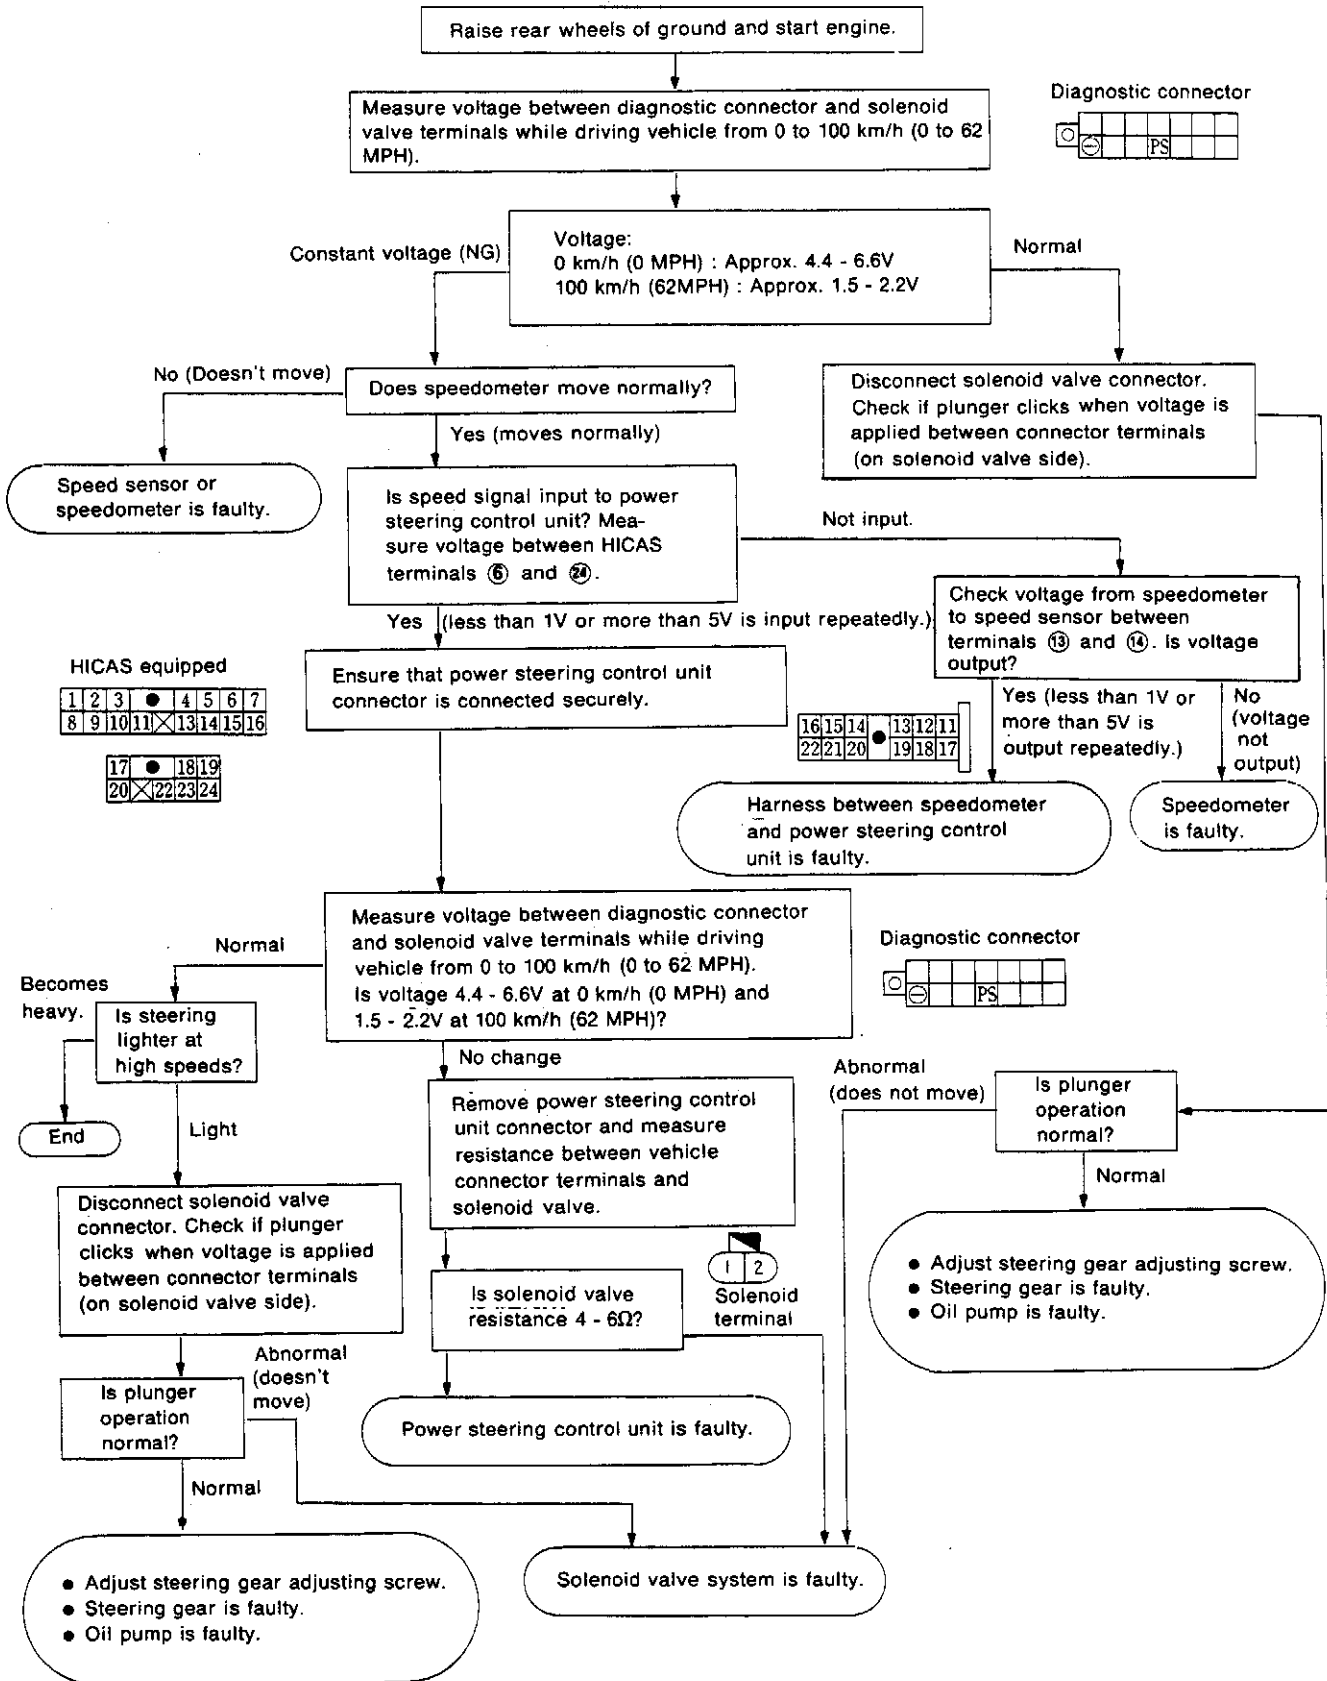 Raise rear wheels of ground and start engine.
Measure voltage between diagnostic connector and solenoid
valve terminals while driving vehicle from 0 to 100 km/h (0 to 62
MPH).
Diagnostic connector
⊖ PS
Constant voltage (NG)
Voltage:
0 km/h (0 MPH) : Approx. 4.4 - 6.6V
100 km/h (62MPH) : Approx. 1.5 - 2.2V
Normal
No (Doesn't move)
Does speedometer move normally?
Disconnect solenoid valve connector.
Check if plunger clicks when voltage is
applied between connector terminals
(on solenoid valve side).
Yes (moves normally)
Speed sensor or
speedometer is faulty.
Is speed signal input to power
steering control unit? Mea-
sure voltage between HICAS
terminals ⑥ and ㉔.
Not input.
Check voltage from speedometer
to speed sensor between
terminals ⑬ and ⑭. Is voltage
output?
Yes (less than 1V or more than 5V is input repeatedly.)
HICAS equipped
1 2 3 ● 4 5 6 7
8 9 10 11 13 14 15 16
17 ● 18 19
20 22 23 24
Ensure that power steering control unit
connector is connected securely.
16 15 14 ● 13 12 11
22 21 20 19 18 17
Yes (less than 1V or
more than 5V is
output repeatedly.)
No
(voltage
not
output)
Harness between speedometer
and power steering control
unit is faulty.
Speedometer
is faulty.
Measure voltage between diagnostic connector
and solenoid valve terminals while driving
vehicle from 0 to 100 km/h (0 to 62 MPH).
Is voltage 4.4 - 6.6V at 0 km/h (0 MPH) and
1.5 - 2.2V at 100 km/h (62 MPH)?
Diagnostic connector
⊖ PS
Normal
Becomes
heavy.
Is steering
lighter at
high speeds?
No change
End
Light
Remove power steering control
unit connector and measure
resistance between vehicle
connector terminals and
solenoid valve.
Abnormal
(does not move)
Is plunger
operation
normal?
Normal
Disconnect solenoid valve
connector. Check if plunger
clicks when voltage is applied
between connector terminals
(on solenoid valve side).
1 2
Solenoid
terminal
Is solenoid valve
resistance 4 - 6Ω?
● Adjust steering gear adjusting screw.
● Steering gear is faulty.
● Oil pump is faulty.
Abnormal
(doesn't
move)
Is plunger
operation
normal?
Power steering control unit is faulty.
Normal
● Adjust steering gear adjusting screw.
● Steering gear is faulty.
● Oil pump is faulty.
Solenoid valve system is faulty.